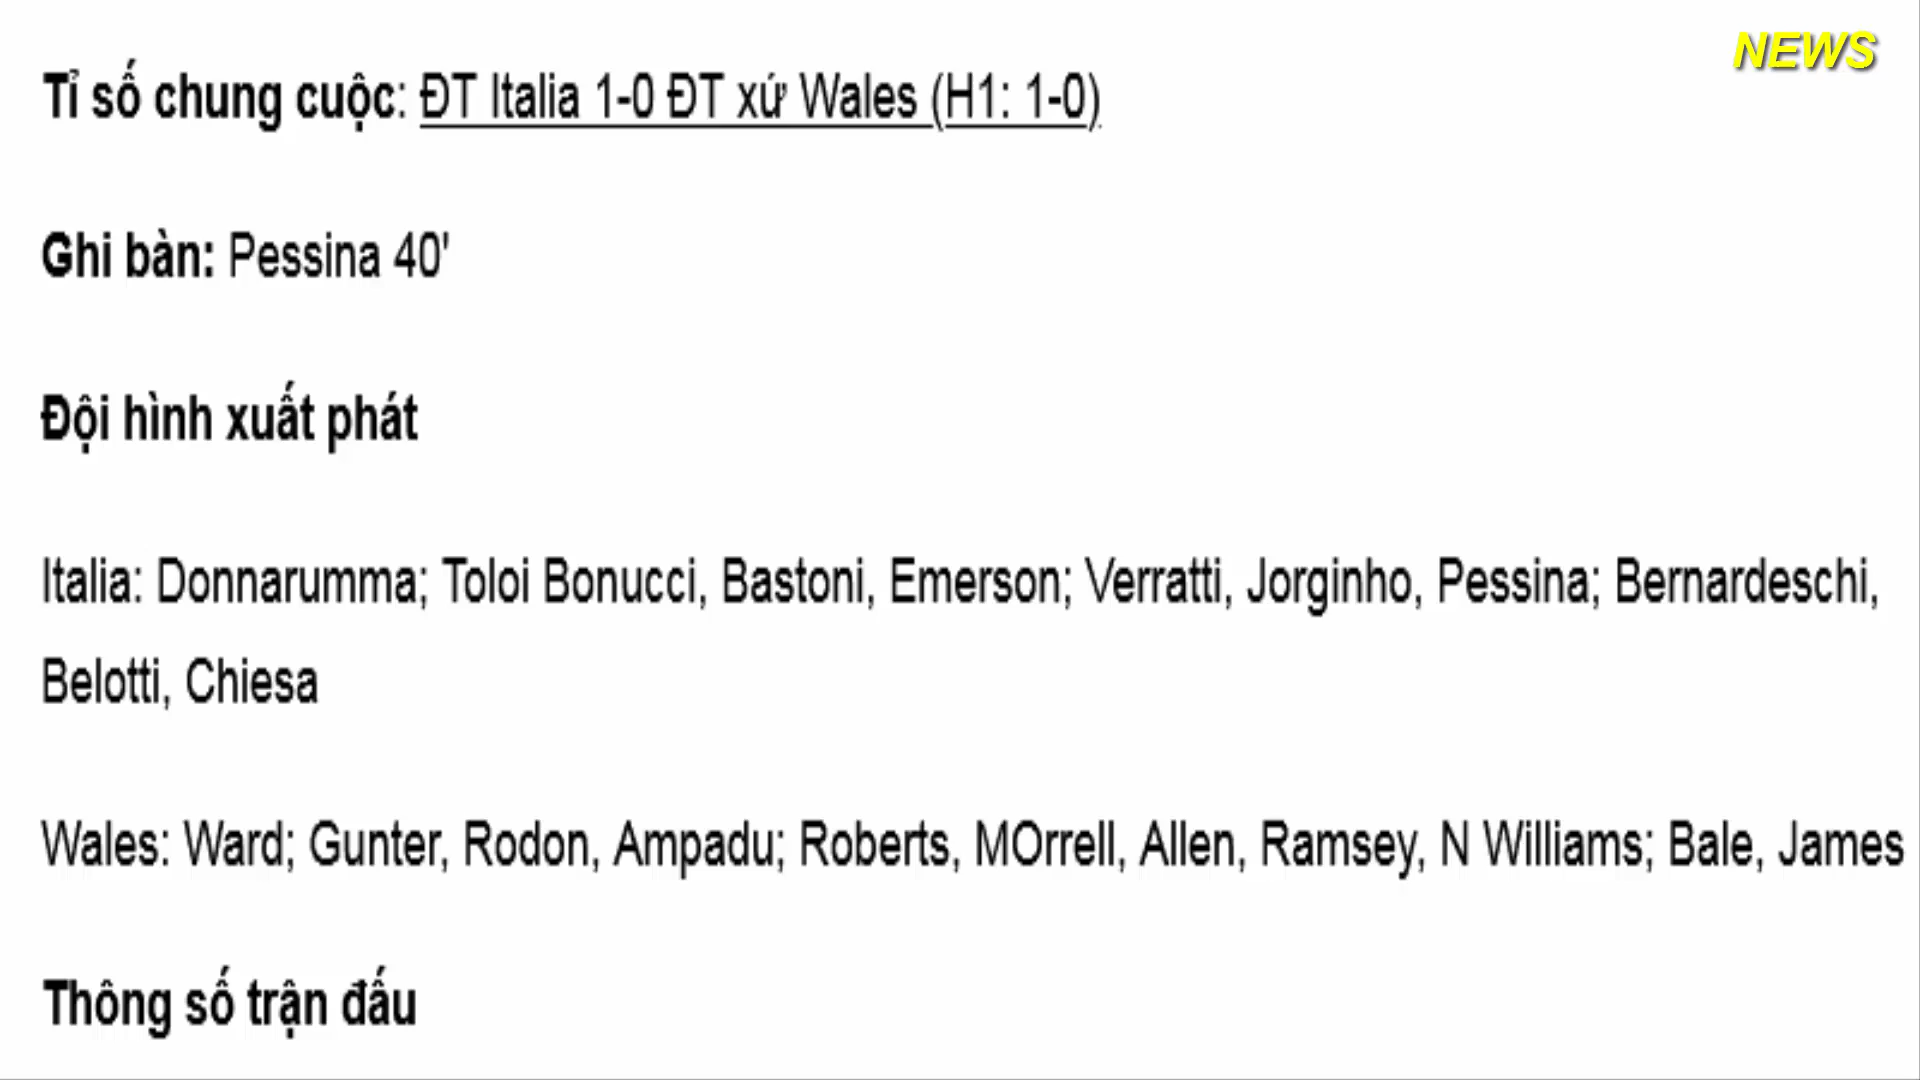 NEWS
Tỉ số chung cuộc: ĐT Italia 1-0 ĐT xứ Wales (H1: 1-0)
Ghi bàn: Pessina 40'
Đội hình xuất phát
Italia: Donnarumma; Toloi Bonucci, Bastoni, Emerson; Verratti, Jorginho, Pessina; Bernardeschi,
Belotti, Chiesa
Wales: Ward; Gunter, Rodon, Ampadu; Roberts, MOrrell, Allen, Ramsey, N Williams; Bale, James
Thông số trận đấu